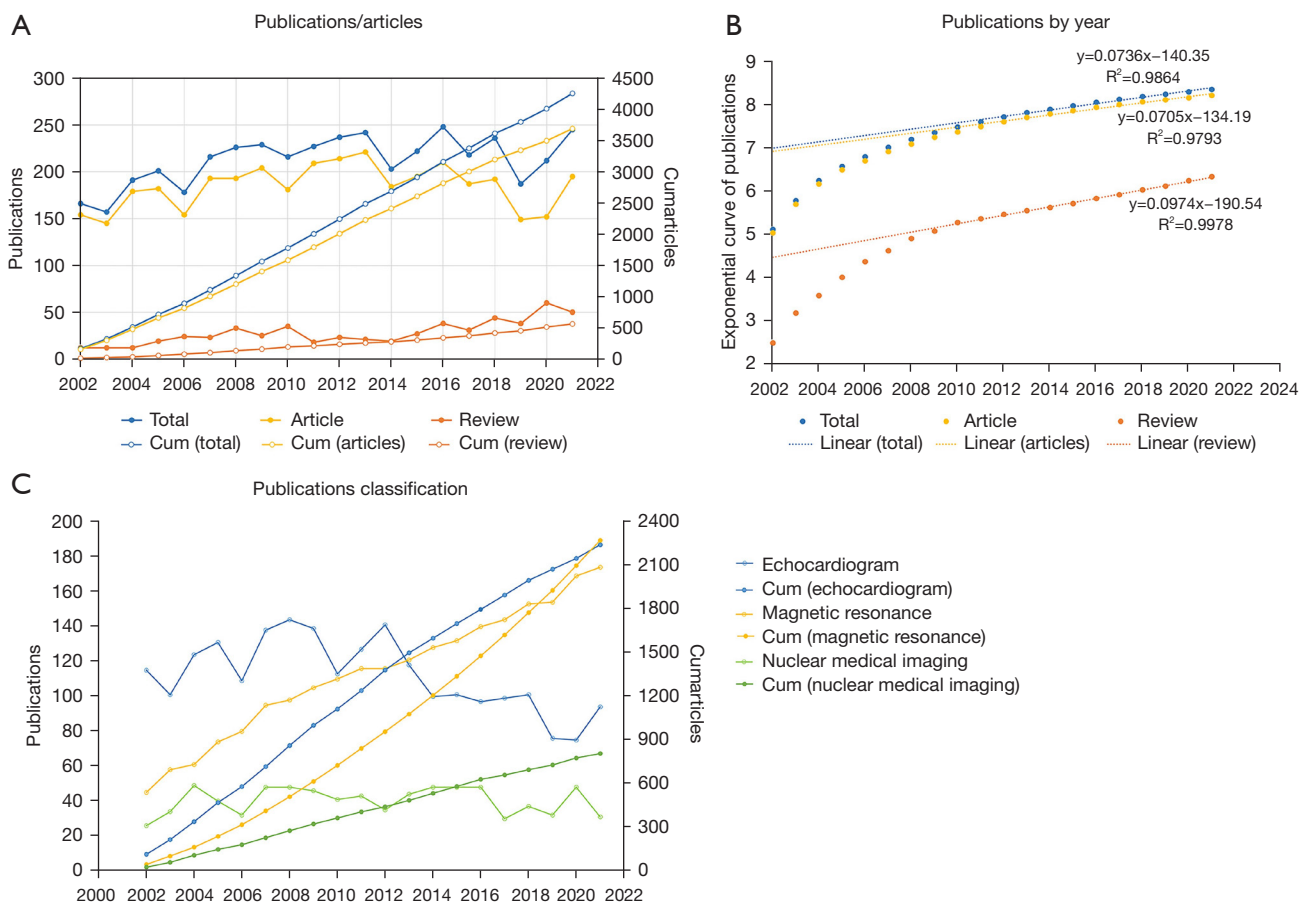 A
Publications/articles
300
250
200
150
100
50
0
Publications
4500
4000
3500
3000
2500
2000
1500
1000
500
0
Cumarticles
2002 2004 2006 2008 2010 2012 2014 2016 2018 2020 2022
Total Article Review
Cum (total) Cum (articles) Cum (review)
B
Publications by year
9
8
7
6
5
4
3
2
Exponential curve of publications
y=0.0736x−140.35
R²=0.9864
y=0.0705x−134.19
R²=0.9793
y=0.0974x−190.54
R²=0.9978
2002 2004 2006 2008 2010 2012 2014 2016 2018 2020 2022 2024
Total Article Review
Linear (total) Linear (articles) Linear (review)
C
Publications classification
200
180
160
140
120
100
80
60
40
20
0
Publications
2400
2100
1800
1500
1200
900
600
300
0
Cumarticles
2000 2002 2004 2006 2008 2010 2012 2014 2016 2018 2020 2022
Echocardiogram
Cum (echocardiogram)
Magnetic resonance
Cum (magnetic resonance)
Nuclear medical imaging
Cum (nuclear medical imaging)